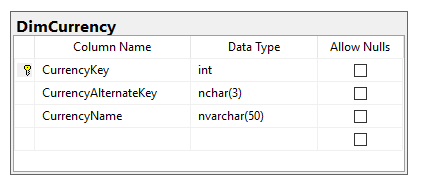 DimCurrency
Column Name Data Type Allow Nulls
CurrencyKey int
CurrencyAlternateKey nchar(3)
CurrencyName nvarchar(50)